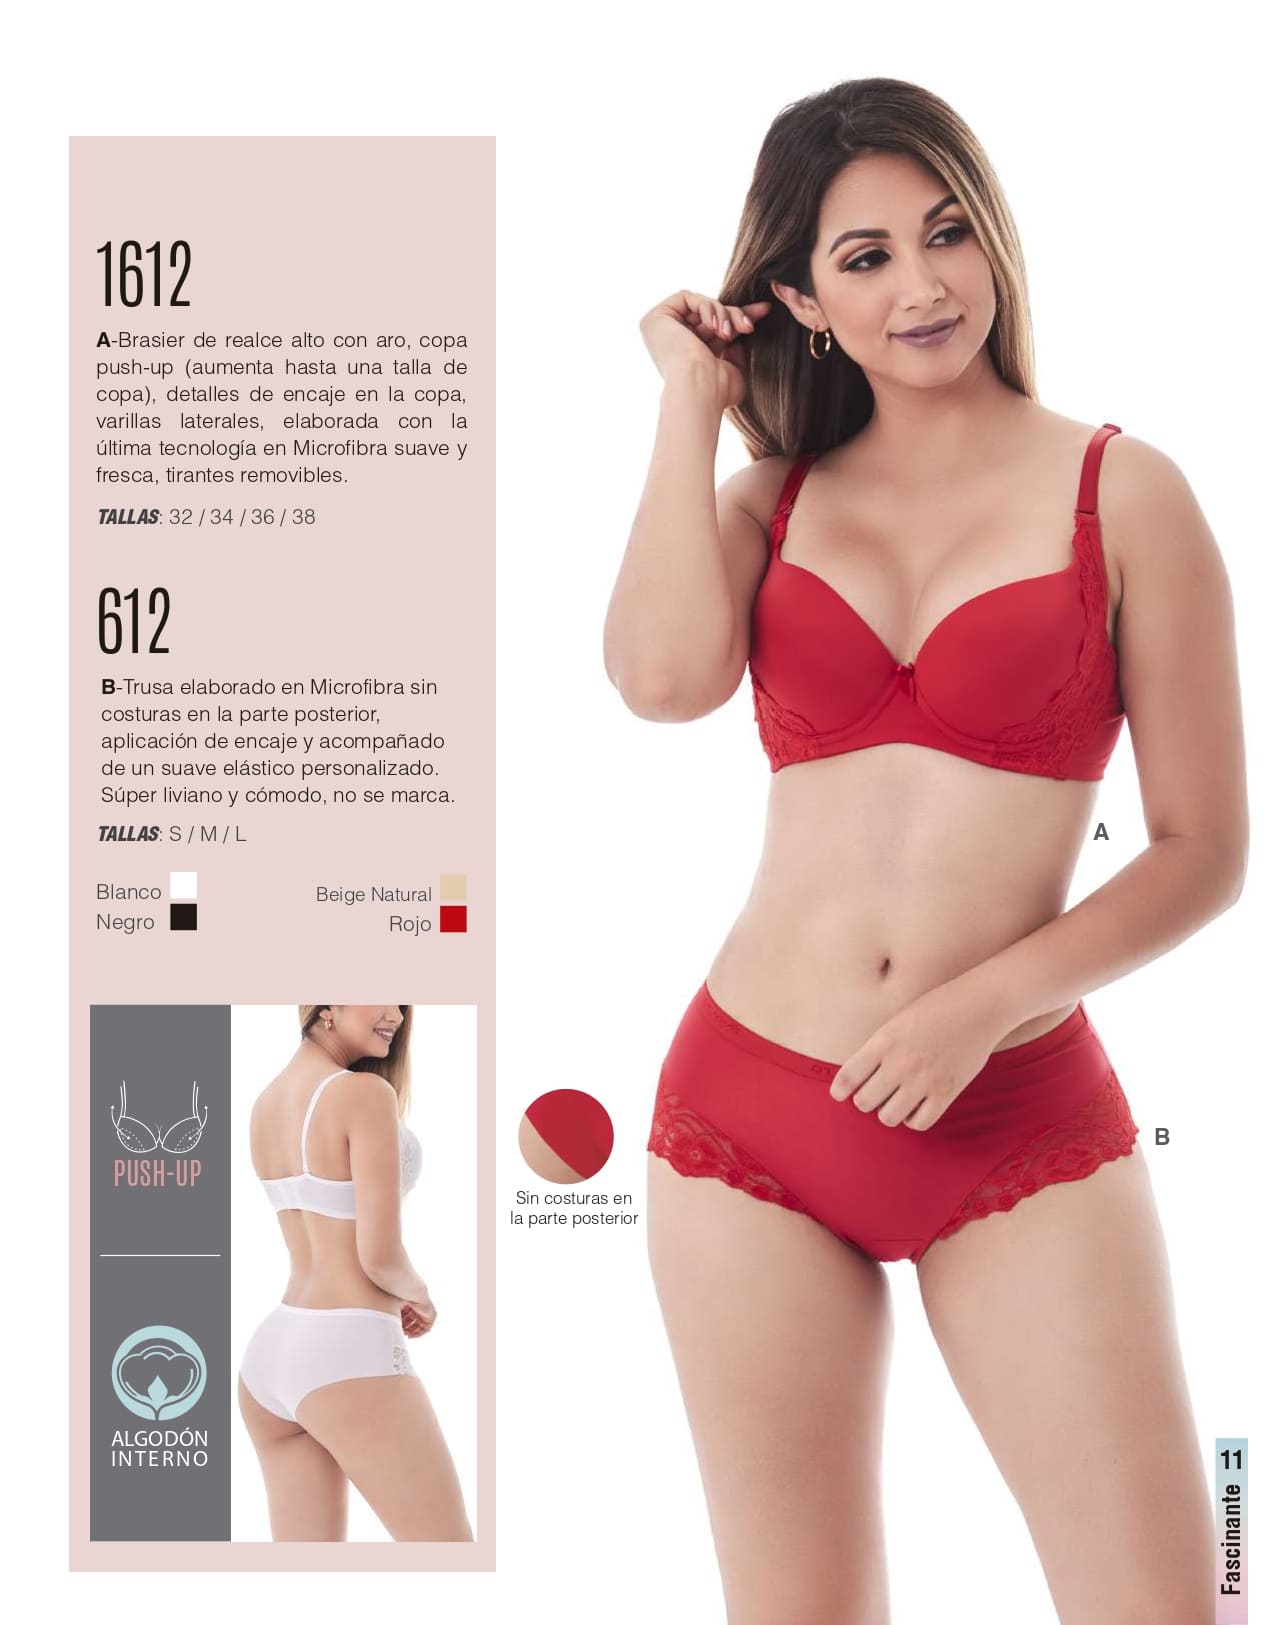 1612
A-Brasier de realce alto con aro, copa
push-up (aumenta hasta una talla de
copa), detalles de encaje en la copa,
varillas laterales, elaborada con la
última tecnología en Microfibra suave y
fresca, tirantes removibles.
TALLAS: 32 / 34 / 36 / 38
612
B-Trusa elaborado en Microfibra sin
costuras en la parte posterior,
aplicación de encaje y acompañado
de un suave elástico personalizado.
Súper liviano y cómodo, no se marca.
TALLAS: S / M / L
Blanco
Negro
Beige Natural
Rojo
PUSH-UP
ALGODÓN
INTERNO
Sin costuras en
la parte posterior
A
B
Fascinante 11